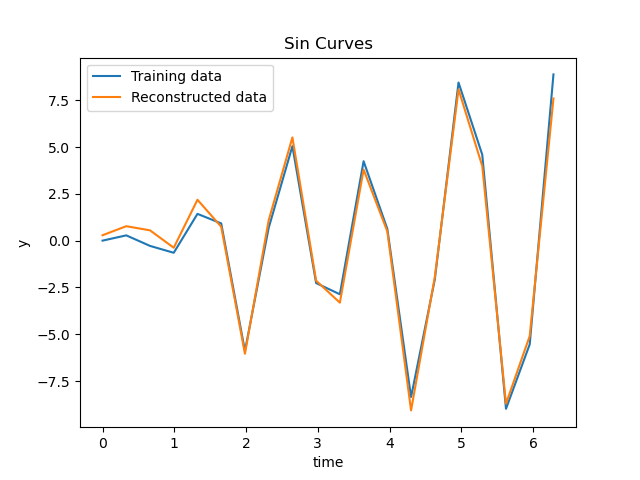 Sin Curves
Training data
Reconstructed data
7.5
5.0
2.5
0.0
−2.5
−5.0
−7.5
y
0 1 2 3 4 5 6
time